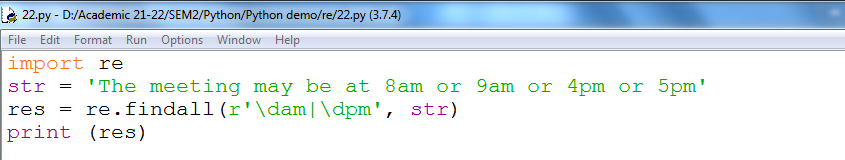 22.py - D:/Academic 21-22/SEM2/Python/Python demo/re/22.py (3.7.4)
File Edit Format Run Options Window Help
import re
str = 'The meeting may be at 8am or 9am or 4pm or 5pm'
res = re.findall(r'\dam|\dpm', str)
print (res)